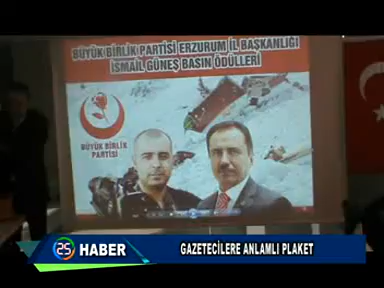 BÜYÜK BİRLİK PARTİSİ ERZURUM İL BAŞKANLIĞI
İSMAİL GÜNEŞ BASIN ÖDÜLLERİ
BÜYÜK BİRLİK
PARTİSİ
25 HABER
GAZETECİLERE ANLAMLI PLAKET